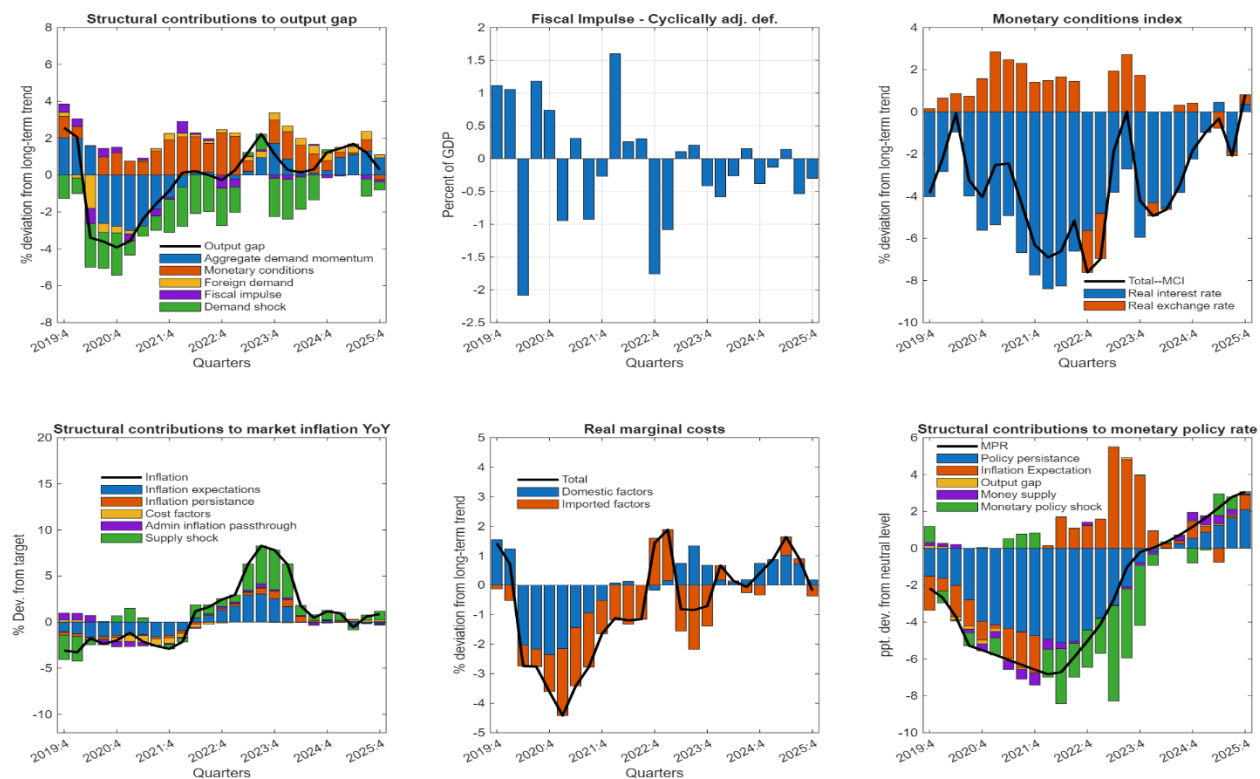 Structural contributions to output gap
8
6
4
2
0
-2
-4
-6
-8
% deviation from long-term trend
Output gap
Aggregate demand momentum
Monetary conditions
Foreign demand
Fiscal impulse
Demand shock
2019:4
2020:4
2021:4
2022:4
2023:4
2024:4
2025:4
Quarters
Fiscal Impulse - Cyclically adj. def.
2
1.5
1
0.5
0
-0.5
-1
-1.5
-2
-2.5
Percent of GDP
2019:4
2020:4
2021:4
2022:4
2023:4
2024:4
2025:4
Quarters
Monetary conditions index
4
2
0
-2
-4
-6
-8
-10
% deviation from long-term trend
Total--MCI
Real interest rate
Real exchange rate
2019:4
2020:4
2021:4
2022:4
2023:4
2024:4
2025:4
Quarters
Structural contributions to market inflation YoY
20
15
10
5
0
-5
-10
% Dev. from target
Inflation
Inflation expectations
Inflation persistance
Cost factors
Admin inflation passthrough
Supply shock
2019:4
2020:4
2021:4
2022:4
2023:4
2024:4
2025:4
Quarters
Real marginal costs
5
4
3
2
1
0
-1
-2
-3
-4
-5
% deviation from long-term trend
Total
Domestic factors
Imported factors
2019:4
2020:4
2021:4
2022:4
2023:4
2024:4
2025:4
Quarters
Structural contributions to monetary policy rate
6
4
2
0
-2
-4
-6
-8
-10
ppt. dev. from neutral level
MPR
Policy persistance
Inflation Expectation
Output gap
Money supply
Monetary policy shock
2019:4
2020:4
2021:4
2022:4
2023:4
2024:4
2025:4
Quarters